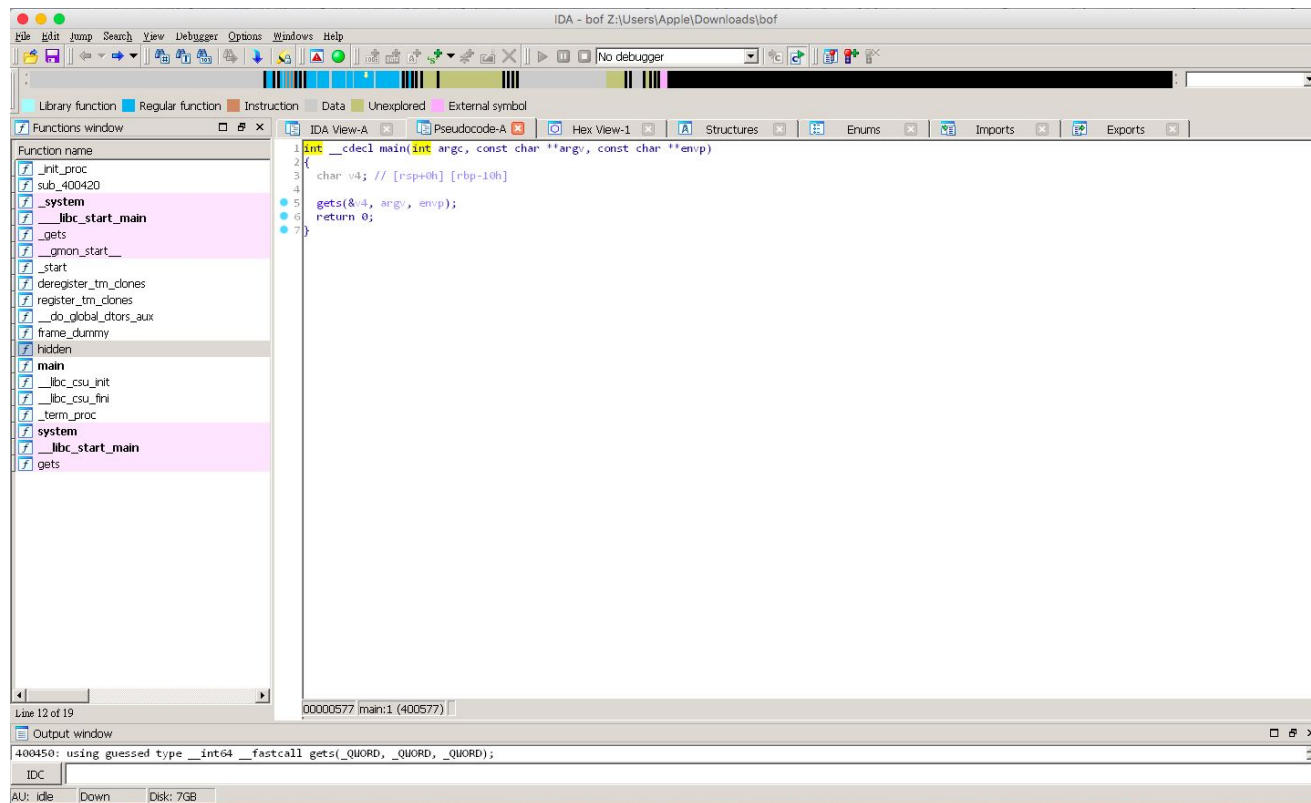 IDA - bof Z:\Users\Apple\Downloads\bof
File Edit Jump Search View Debugger Options Windows Help
No debugger
Library function Regular function Instruction Data Unexplored External symbol
Functions window
IDA View-A Pseudocode-A Hex View-1 Structures Enums Imports Exports
Function name
_init_proc
sub_400420
_system
___libc_start_main
_gets
__gmon_start__
_start
deregister_tm_clones
register_tm_clones
__do_global_dtors_aux
frame_dummy
hidden
main
__libc_csu_init
__libc_csu_fini
_term_proc
system
__libc_start_main
gets
Line 12 of 19
1 int __cdecl main(int argc, const char **argv, const char **envp)
2 {
3 char v4; // [rsp+0h] [rbp-10h]
4
5 gets(&v4, argv, envp);
6 return 0;
7 }
00000577 main:1 (400577)
Output window
400450: using guessed type __int64 __fastcall gets(_QWORD, _QWORD, _QWORD);
IDC
AU: idle Down Disk: 7GB